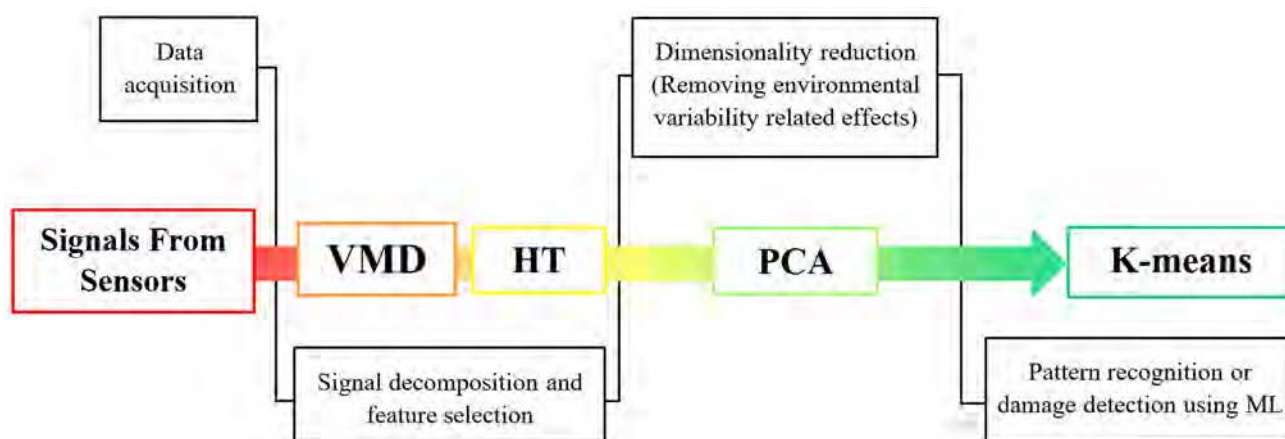 Data
acquisition
Dimensionality reduction
(Removing environmental
variability related effects)
Signals From
Sensors
VMD
HT
PCA
K-means
Signal decomposition and
feature selection
Pattern recognition or
damage detection using ML